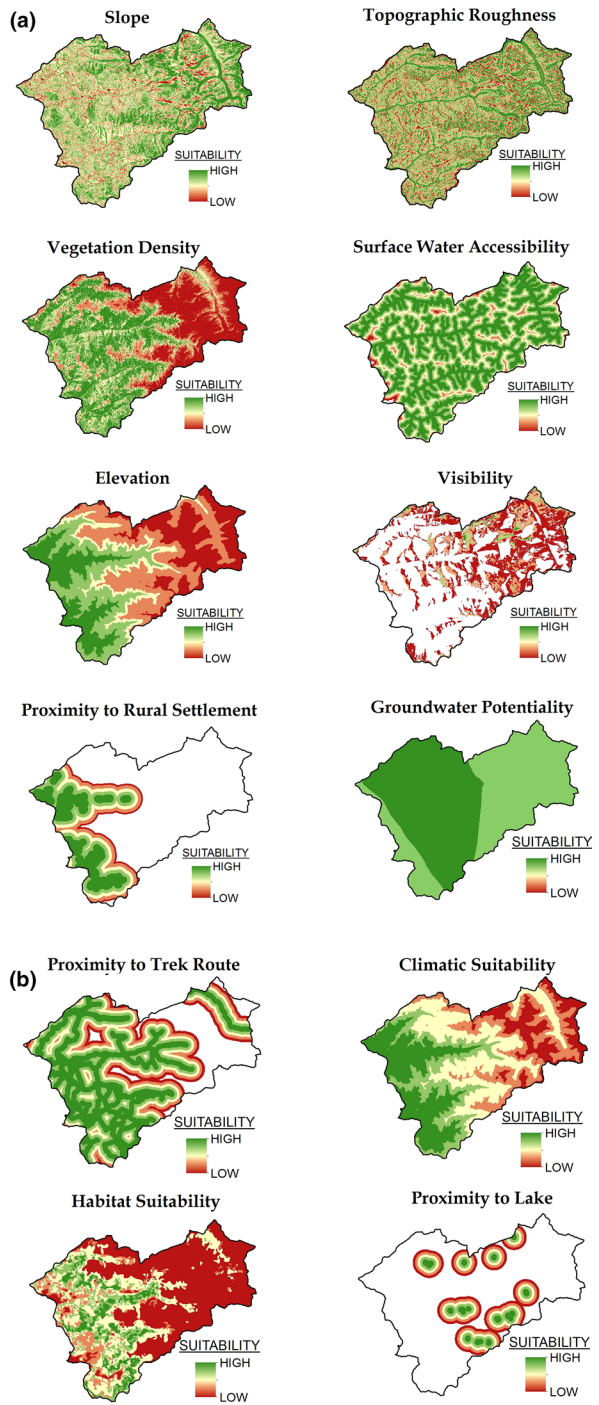 (a)
Slope
SUITABILITY
HIGH
LOW
Topographic Roughness
SUITABILITY
HIGH
LOW
Vegetation Density
SUITABILITY
HIGH
LOW
Surface Water Accessibility
SUITABILITY
HIGH
LOW
Elevation
SUITABILITY
HIGH
LOW
Visibility
SUITABILITY
HIGH
LOW
Proximity to Rural Settlement
SUITABILITY
HIGH
LOW
Groundwater Potentiality
SUITABILITY
HIGH
LOW
(b)
Proximity to Trek Route
SUITABILITY
HIGH
LOW
Climatic Suitability
SUITABILITY
HIGH
LOW
Habitat Suitability
SUITABILITY
HIGH
LOW
Proximity to Lake
SUITABILITY
HIGH
LOW